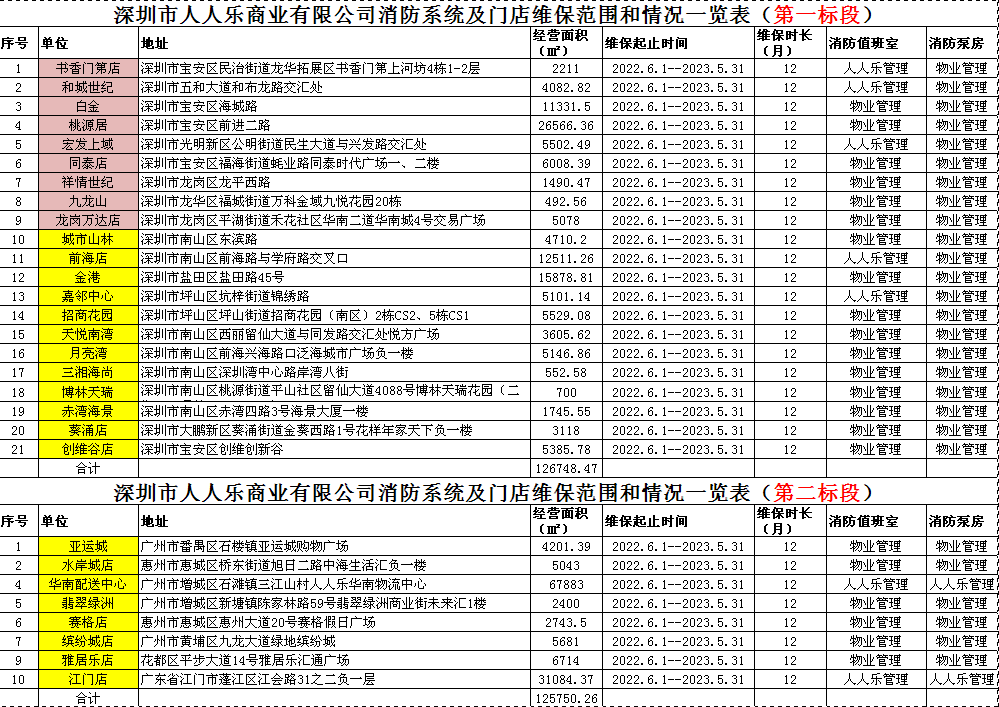 深圳市人人乐商业有限公司消防系统及门店维保范围和情况一览表（第一标段）
序号 单位 地址 经营面积（㎡） 维保起止时间 维保时长（月） 消防值班室 消防泵房
1 书香门第店 深圳市宝安区民治街道龙华拓展区书香门第上河坊4栋1-2层 2211 2022.6.1--2023.5.31 12 人人乐管理 物业管理
2 和城世纪 深圳市五和大道和布龙路交汇处 4082.82 2022.6.1--2023.5.31 12 人人乐管理 物业管理
3 白金 深圳市宝安区海城路 11331.5 2022.6.1--2023.5.31 12 物业管理 物业管理
4 桃源居 深圳市宝安区前进二路 26566.36 2022.6.1--2023.5.31 12 物业管理 物业管理
5 宏发上域 深圳市光明新区公明街道民生大道与兴发路交汇处 5502.49 2022.6.1--2023.5.31 12 人人乐管理 物业管理
6 同泰店 深圳市宝安区福海街道蚝业路同泰时代广场一、二楼 6008.39 2022.6.1--2023.5.31 12 物业管理 物业管理
7 祥情世纪 深圳市龙岗区龙平西路 1490.47 2022.6.1--2023.5.31 12 物业管理 物业管理
8 九龙山 深圳市龙华区福城街道万科金域九悦花园20栋 492.56 2022.6.1--2023.5.31 12 物业管理 物业管理
9 龙岗万达店 深圳市龙岗区平湖街道禾花社区华南二道华南城4号交易广场 5078 2022.6.1--2023.5.31 12 物业管理 物业管理
10 城市山林 深圳市南山区东滨路 4710.2 2022.6.1--2023.5.31 12 物业管理 物业管理
11 前海店 深圳市南山区前海路与学府路交叉口 12511.26 2022.6.1--2023.5.31 12 人人乐管理 物业管理
12 金港 深圳市盐田区盐田路45号 15878.81 2022.6.1--2023.5.31 12 物业管理 物业管理
13 嘉邻中心 深圳市坪山区坑梓街道锦绣路 5101.14 2022.6.1--2023.5.31 12 人人乐管理 物业管理
14 招商花园 深圳市坪山区坪山街道招商花园（南区）2栋CS2、5栋CS1 5529.08 2022.6.1--2023.5.31 12 物业管理 物业管理
15 天悦南湾 深圳市南山区西丽留仙大道与同发路交汇处悦方广场 3605.62 2022.6.1--2023.5.31 12 物业管理 物业管理
16 月亮湾 深圳市南山区前海兴海路口泛海城市广场负一楼 5146.86 2022.6.1--2023.5.31 12 物业管理 物业管理
17 三湘海尚 深圳市南山区深圳湾中心路岸湾八街 552.58 2022.6.1--2023.5.31 12 物业管理 物业管理
18 博林天瑞 深圳市南山区桃源街道平山社区留仙大道4088号博林天瑞花园（二 700 2022.6.1--2023.5.31 12 物业管理 物业管理
19 赤湾海景 深圳市南山区赤湾四路3号海景大厦一楼 1745.55 2022.6.1--2023.5.31 12 物业管理 物业管理
20 葵涌店 深圳市大鹏新区葵涌街道金葵西路1号花样年家天下负一楼 3118 2022.6.1--2023.5.31 12 物业管理 物业管理
21 创维谷店 深圳市宝安区创维创新谷 5385.78 2022.6.1--2023.5.31 12 物业管理 物业管理
合计 126748.47
深圳市人人乐商业有限公司消防系统及门店维保范围和情况一览表（第二标段）
序号 单位 地址 经营面积（㎡） 维保起止时间 维保时长（月） 消防值班室 消防泵房
1 亚运城 广州市番禺区石楼镇亚运城购物广场 4201.39 2022.6.1--2023.5.31 12 物业管理 物业管理
2 水岸城店 惠州市惠城区桥东街道旭日二路中海生活汇负一楼 5043 2022.6.1--2023.5.31 12 物业管理 物业管理
4 华南配送中心 广州市增城区石滩镇三江山村人人乐华南物流中心 67883 2022.6.1--2023.5.31 12 人人乐管理 人人乐管理
5 翡翠绿洲 广州市增城区新塘镇陈家林路59号翡翠绿洲商业街未来汇1楼 2400 2022.6.1--2023.5.31 12 物业管理 物业管理
6 赛格店 惠州市惠城区惠州大道20号赛格假日广场 2743.5 2022.6.1--2023.5.31 12 物业管理 物业管理
7 缤纷城店 广州市黄埔区九龙大道绿地缤纷城 5681 2022.6.1--2023.5.31 12 物业管理 物业管理
9 雅居乐店 花都区平步大道14号雅居乐汇通广场 6714 2022.6.1--2023.5.31 12 物业管理 物业管理
10 江门店 广东省江门市蓬江区江会路31之二负一层 31084.37 2022.6.1--2023.5.31 12 人人乐管理 人人乐管理
合计 125750.26